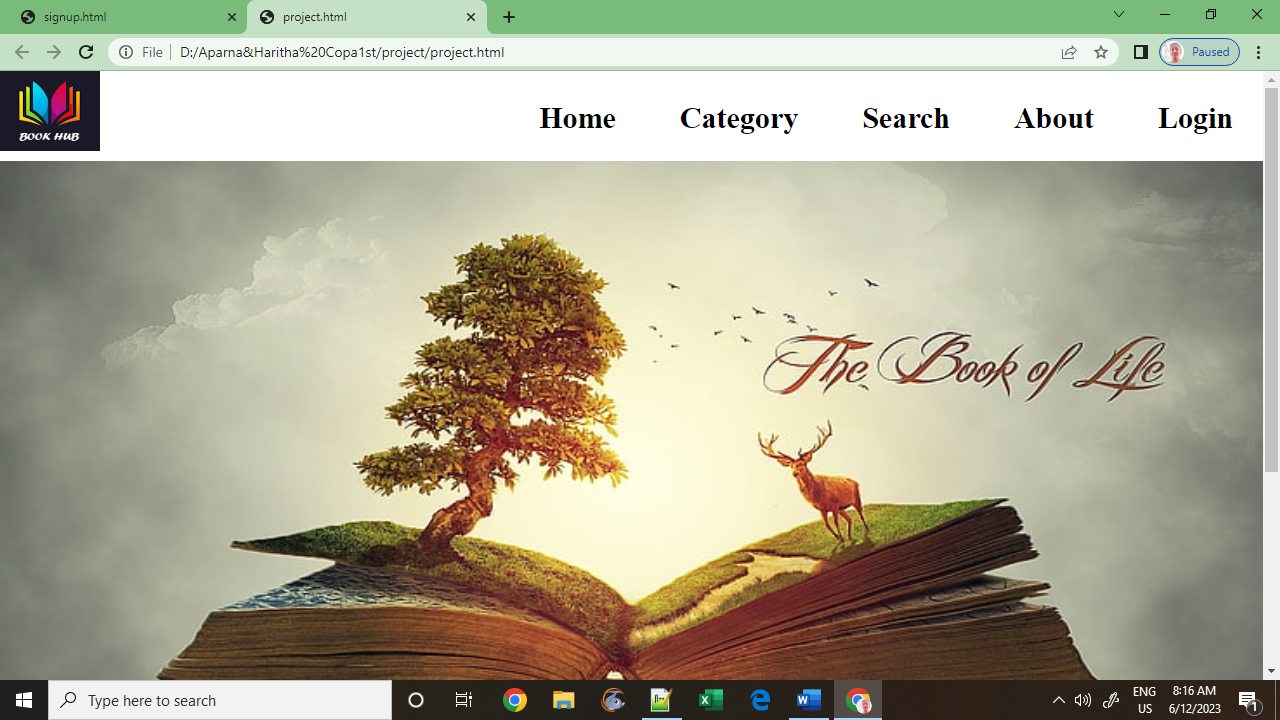 signup.html
project.html
File
D:/Aparna&Haritha%20Copa1st/project/project.html
Paused
BOOK HUB
Home Category Search About Login
The Book of Life
Type here to search
ENG
US
8:16 AM
6/12/2023
1